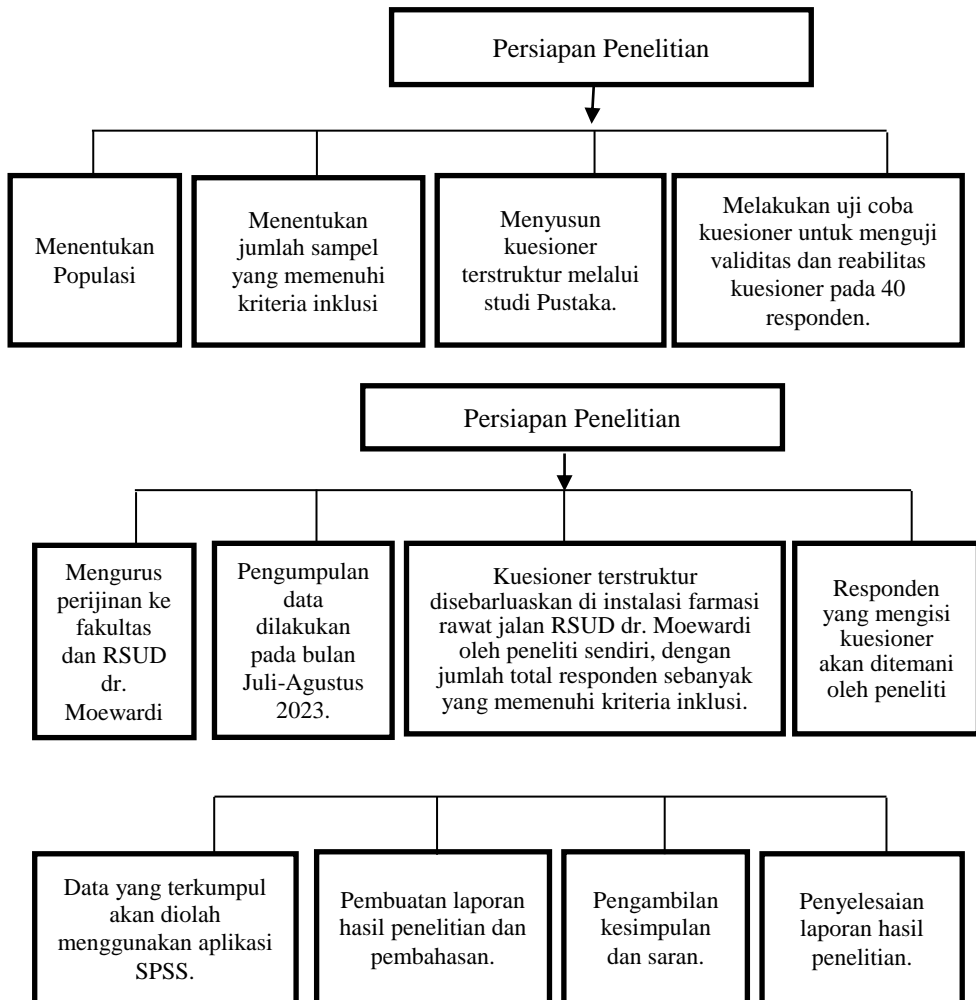 Persiapan Penelitian
Menentukan
Populasi
Menentukan
jumlah sampel
yang memenuhi
kriteria inklusi
Menyusun
kuesioner
terstruktur melalui
studi Pustaka.
Melakukan uji coba
kuesioner untuk menguji
validitas dan reabilitas
kuesioner pada 40
responden.
Persiapan Penelitian
Mengurus
perijinan ke
fakultas
dan RSUD
dr.
Moewardi
Pengumpulan
data
dilakukan
pada bulan
Juli-Agustus
2023.
Kuesioner terstruktur
disebarluaskan di instalasi farmasi
rawat jalan RSUD dr. Moewardi
oleh peneliti sendiri, dengan
jumlah total responden sebanyak
yang memenuhi kriteria inklusi.
Responden
yang mengisi
kuesioner
akan ditemani
oleh peneliti
Data yang terkumpul
akan diolah
menggunakan aplikasi
SPSS.
Pembuatan laporan
hasil penelitian dan
pembahasan.
Pengambilan
kesimpulan
dan saran.
Penyelesaian
laporan hasil
penelitian.